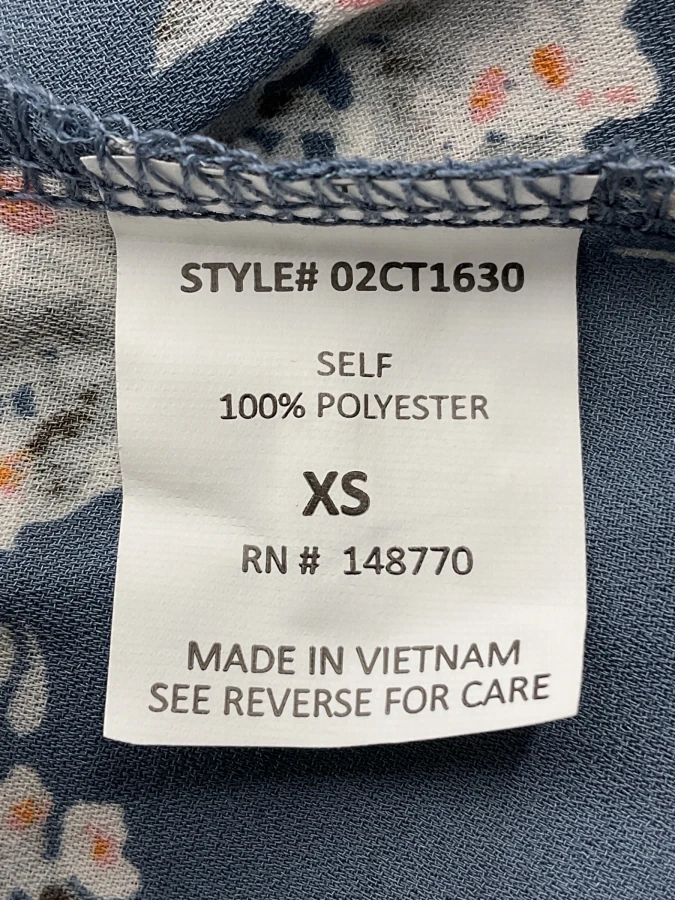 STYLE# 02CT1630
SELF
100% POLYESTER
XS
RN # 148770
MADE IN VIETNAM
SEE REVERSE FOR CARE